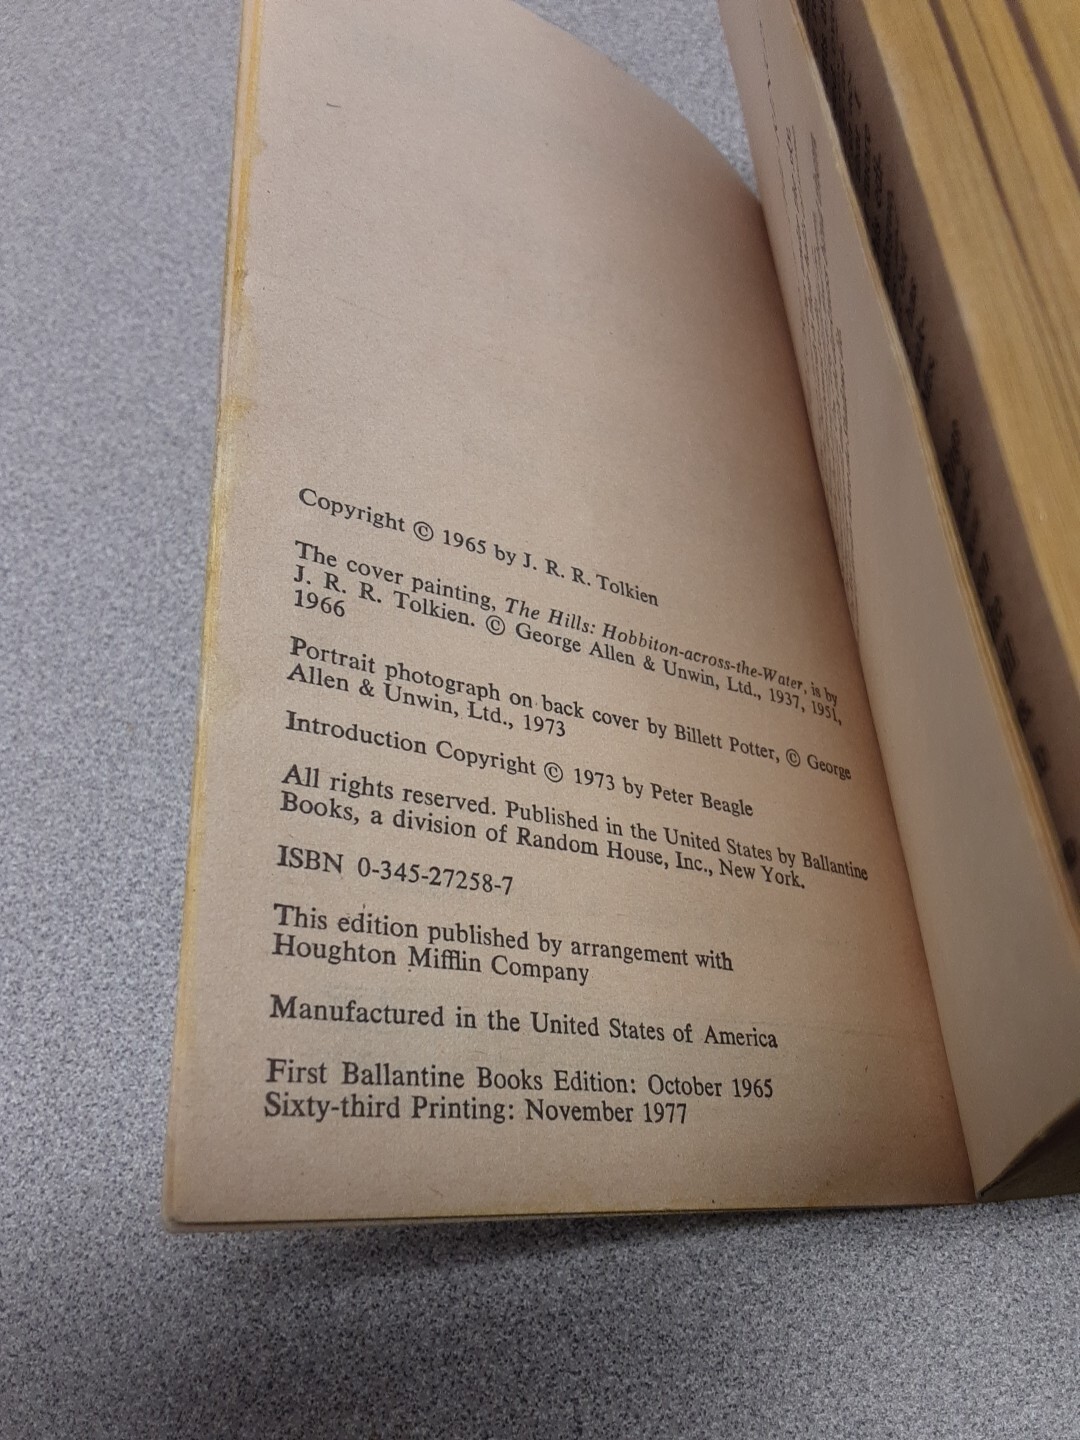 Copyright © 1965 by J. R. R. Tolkien
The cover painting, The Hills: Hobbiton-across-the-Water, is by
J. R. R. Tolkien. © George Allen & Unwin, Ltd., 1937, 1951,
1966
Portrait photograph on back cover by Billett Potter, © George
Allen & Unwin, Ltd., 1973
Introduction Copyright © 1973 by Peter Beagle
All rights reserved. Published in the United States by Ballantine
Books, a division of Random House, Inc., New York.
ISBN 0-345-27258-7
This edition published by arrangement with
Houghton Mifflin Company
Manufactured in the United States of America
First Ballantine Books Edition: October 1965
Sixty-third Printing: November 1977